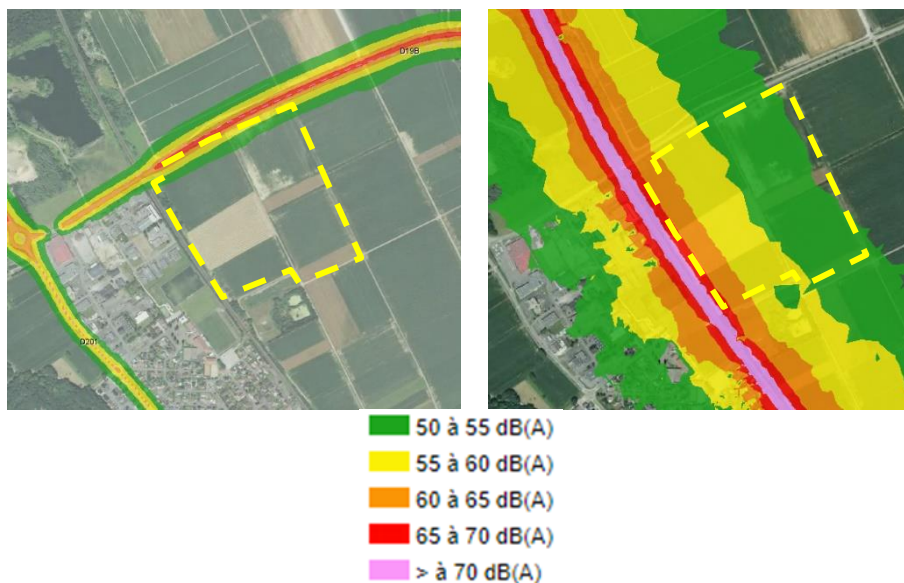 D19B
D201
50 à 55 dB(A)
55 à 60 dB(A)
60 à 65 dB(A)
65 à 70 dB(A)
> à 70 dB(A)